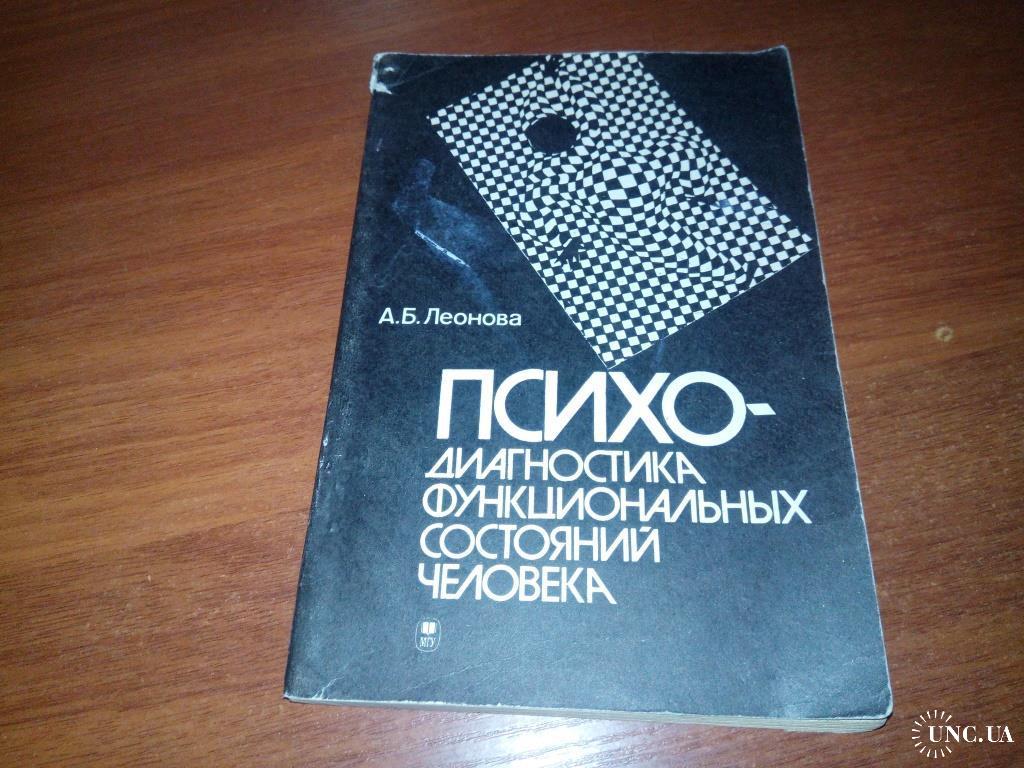 А.Б. Леонова
ПСИХО-
ДИАГНОСТИКА
ФУНКЦИОНАЛЬНЫХ
СОСТОЯНИЙ
ЧЕЛОВЕКА
МГУ
UNC.UA